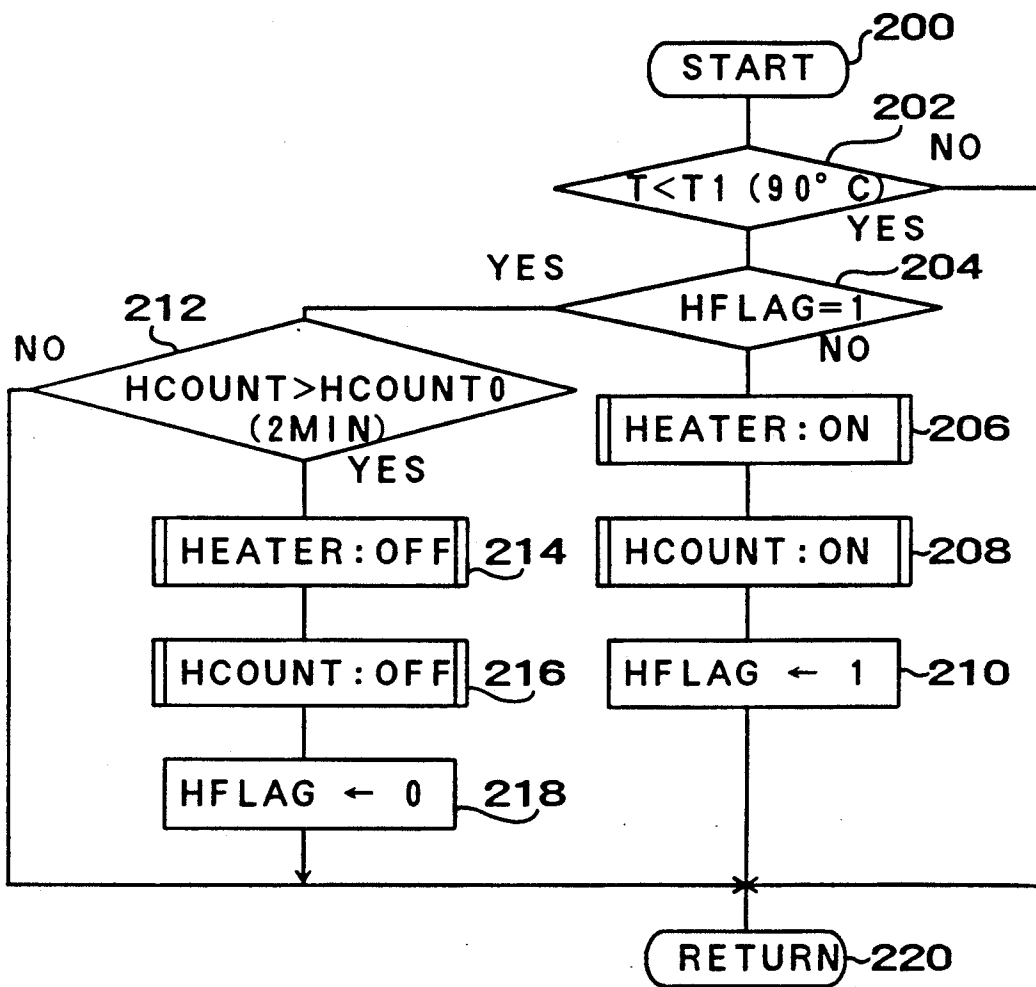 200
START
202
NO
T<T1 (90° C)
YES
YES
204
HFLAG=1
NO
212
NO
HCOUNT>HCOUNT0
(2MIN)
YES
HEATER:ON
206
HEATER:OFF
214
HCOUNT:ON
208
HCOUNT:OFF
216
HFLAG ← 1
210
HFLAG ← 0
218
RETURN
220